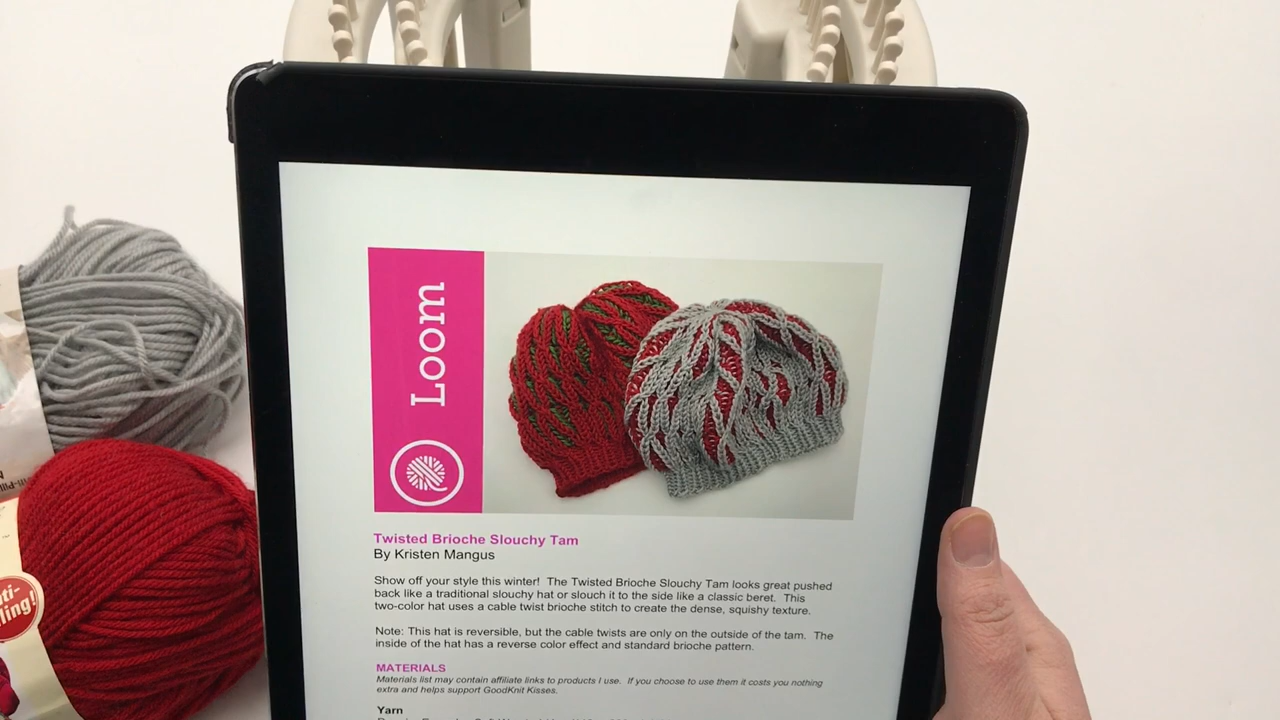 Loom
Twisted Brioche Slouchy Tam
By Kristen Mangus
Show off your style this winter! The Twisted Brioche Slouchy Tam looks great pushed
back like a traditional slouchy hat or slouch it to the side like a classic beret. This
two-color hat uses a cable twist brioche stitch to create the dense, squishy texture.
Note: This hat is reversible, but the cable twists are only on the outside of the tam. The
inside of the hat has a reverse color effect and standard brioche pattern.
MATERIALS
Materials list may contain affiliate links to products I use. If you choose to use them it costs you nothing
extra and helps support GoodKnit Kisses.
Yarn
ti-
ling!